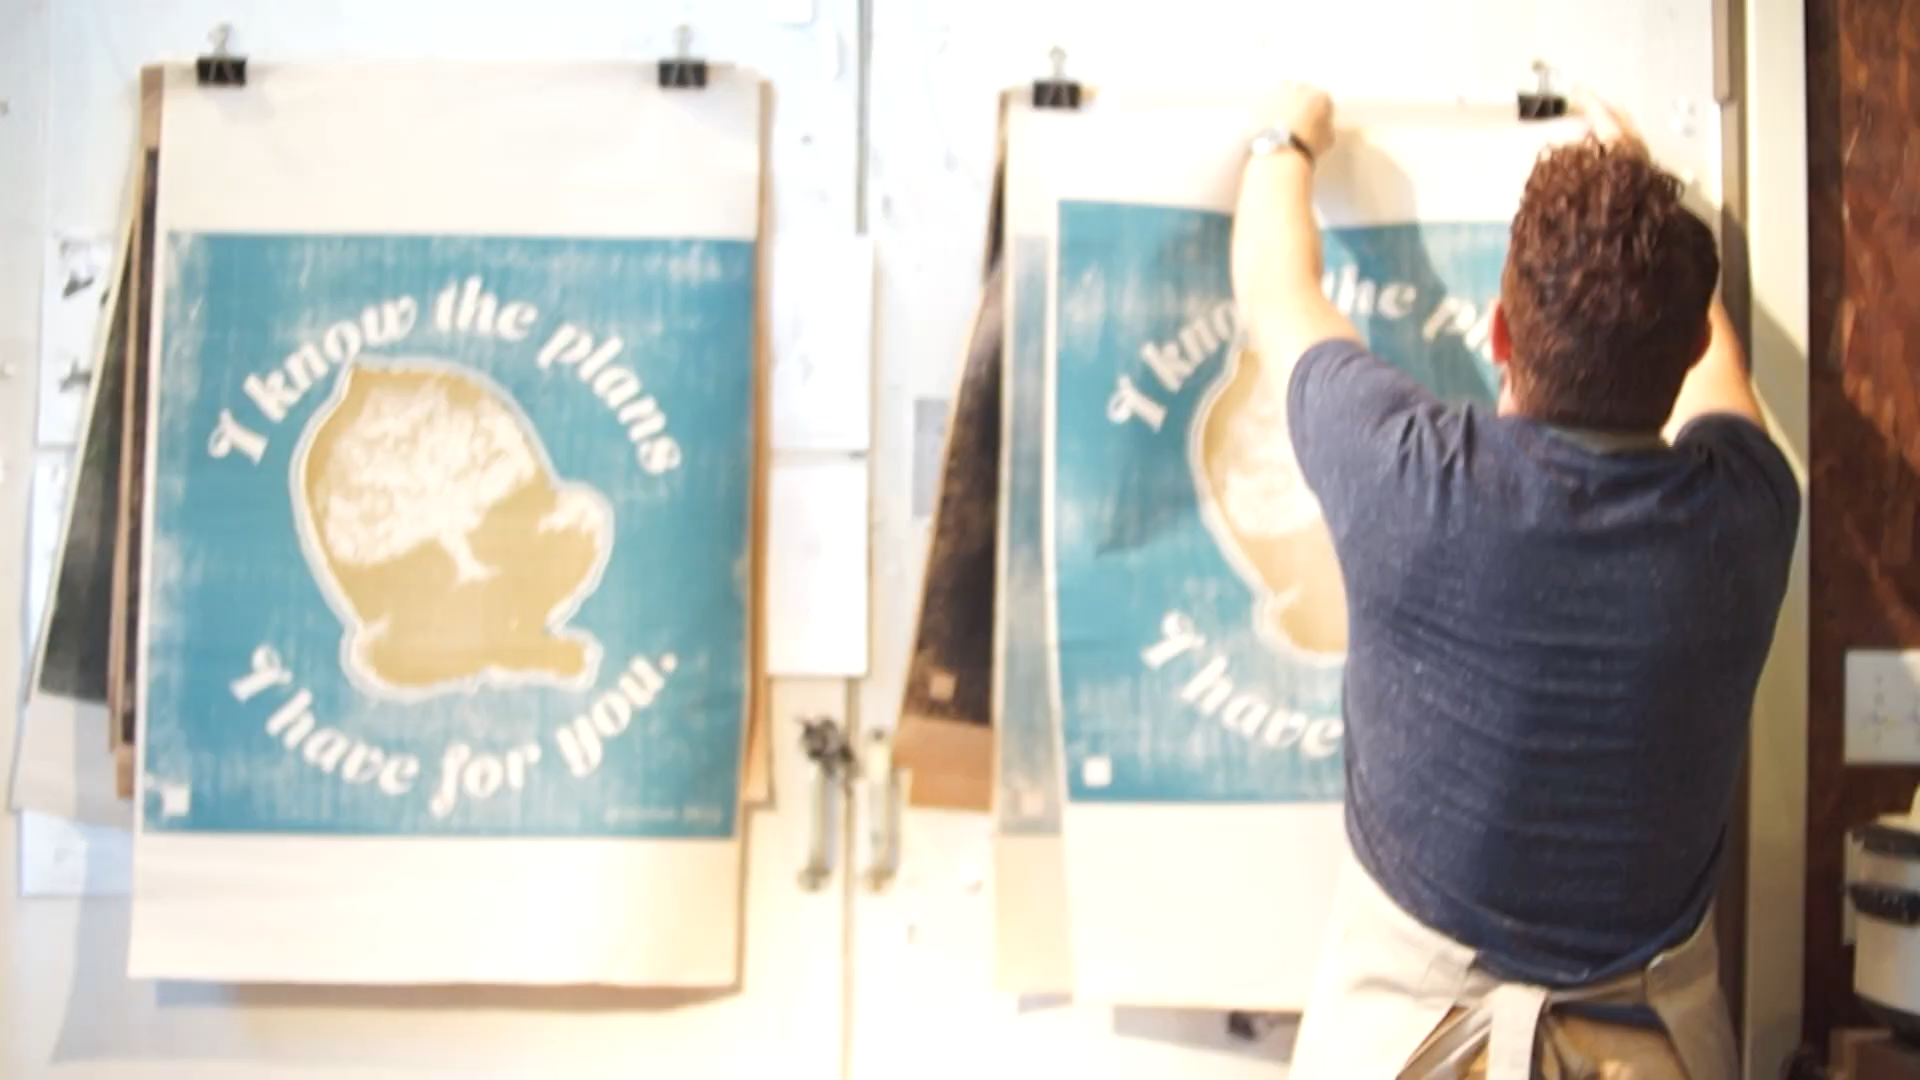 I know the plans
I have for you.
I kno the pl
I have